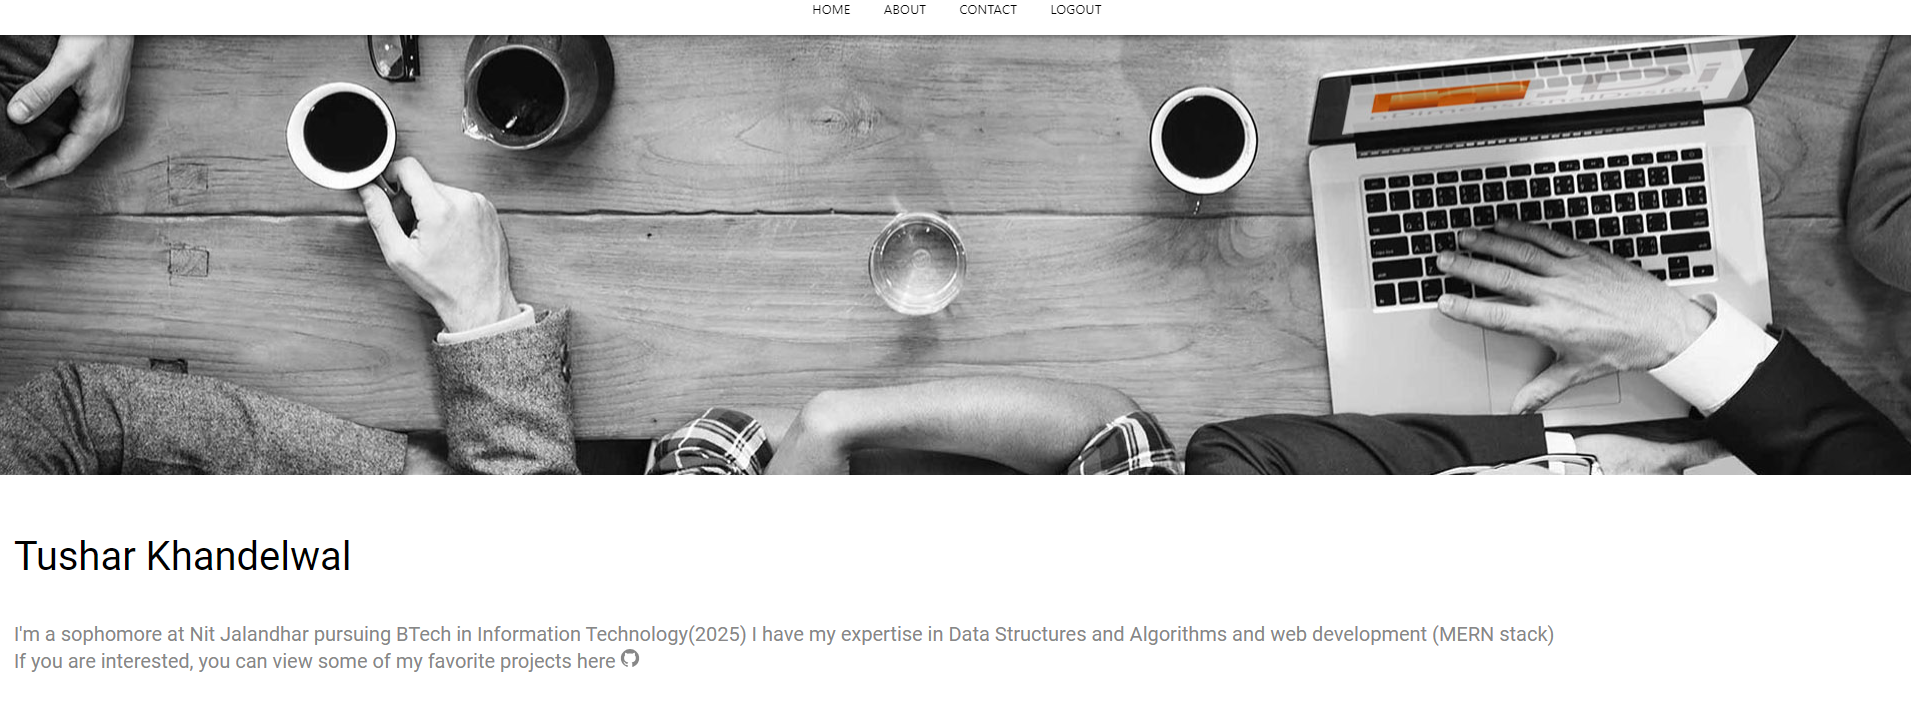 HOME ABOUT CONTACT LOGOUT
Tushar Khandelwal
I'm a sophomore at Nit Jalandhar pursuing BTech in Information Technology(2025) I have my expertise in Data Structures and Algorithms and web development (MERN stack)
If you are interested, you can view some of my favorite projects here